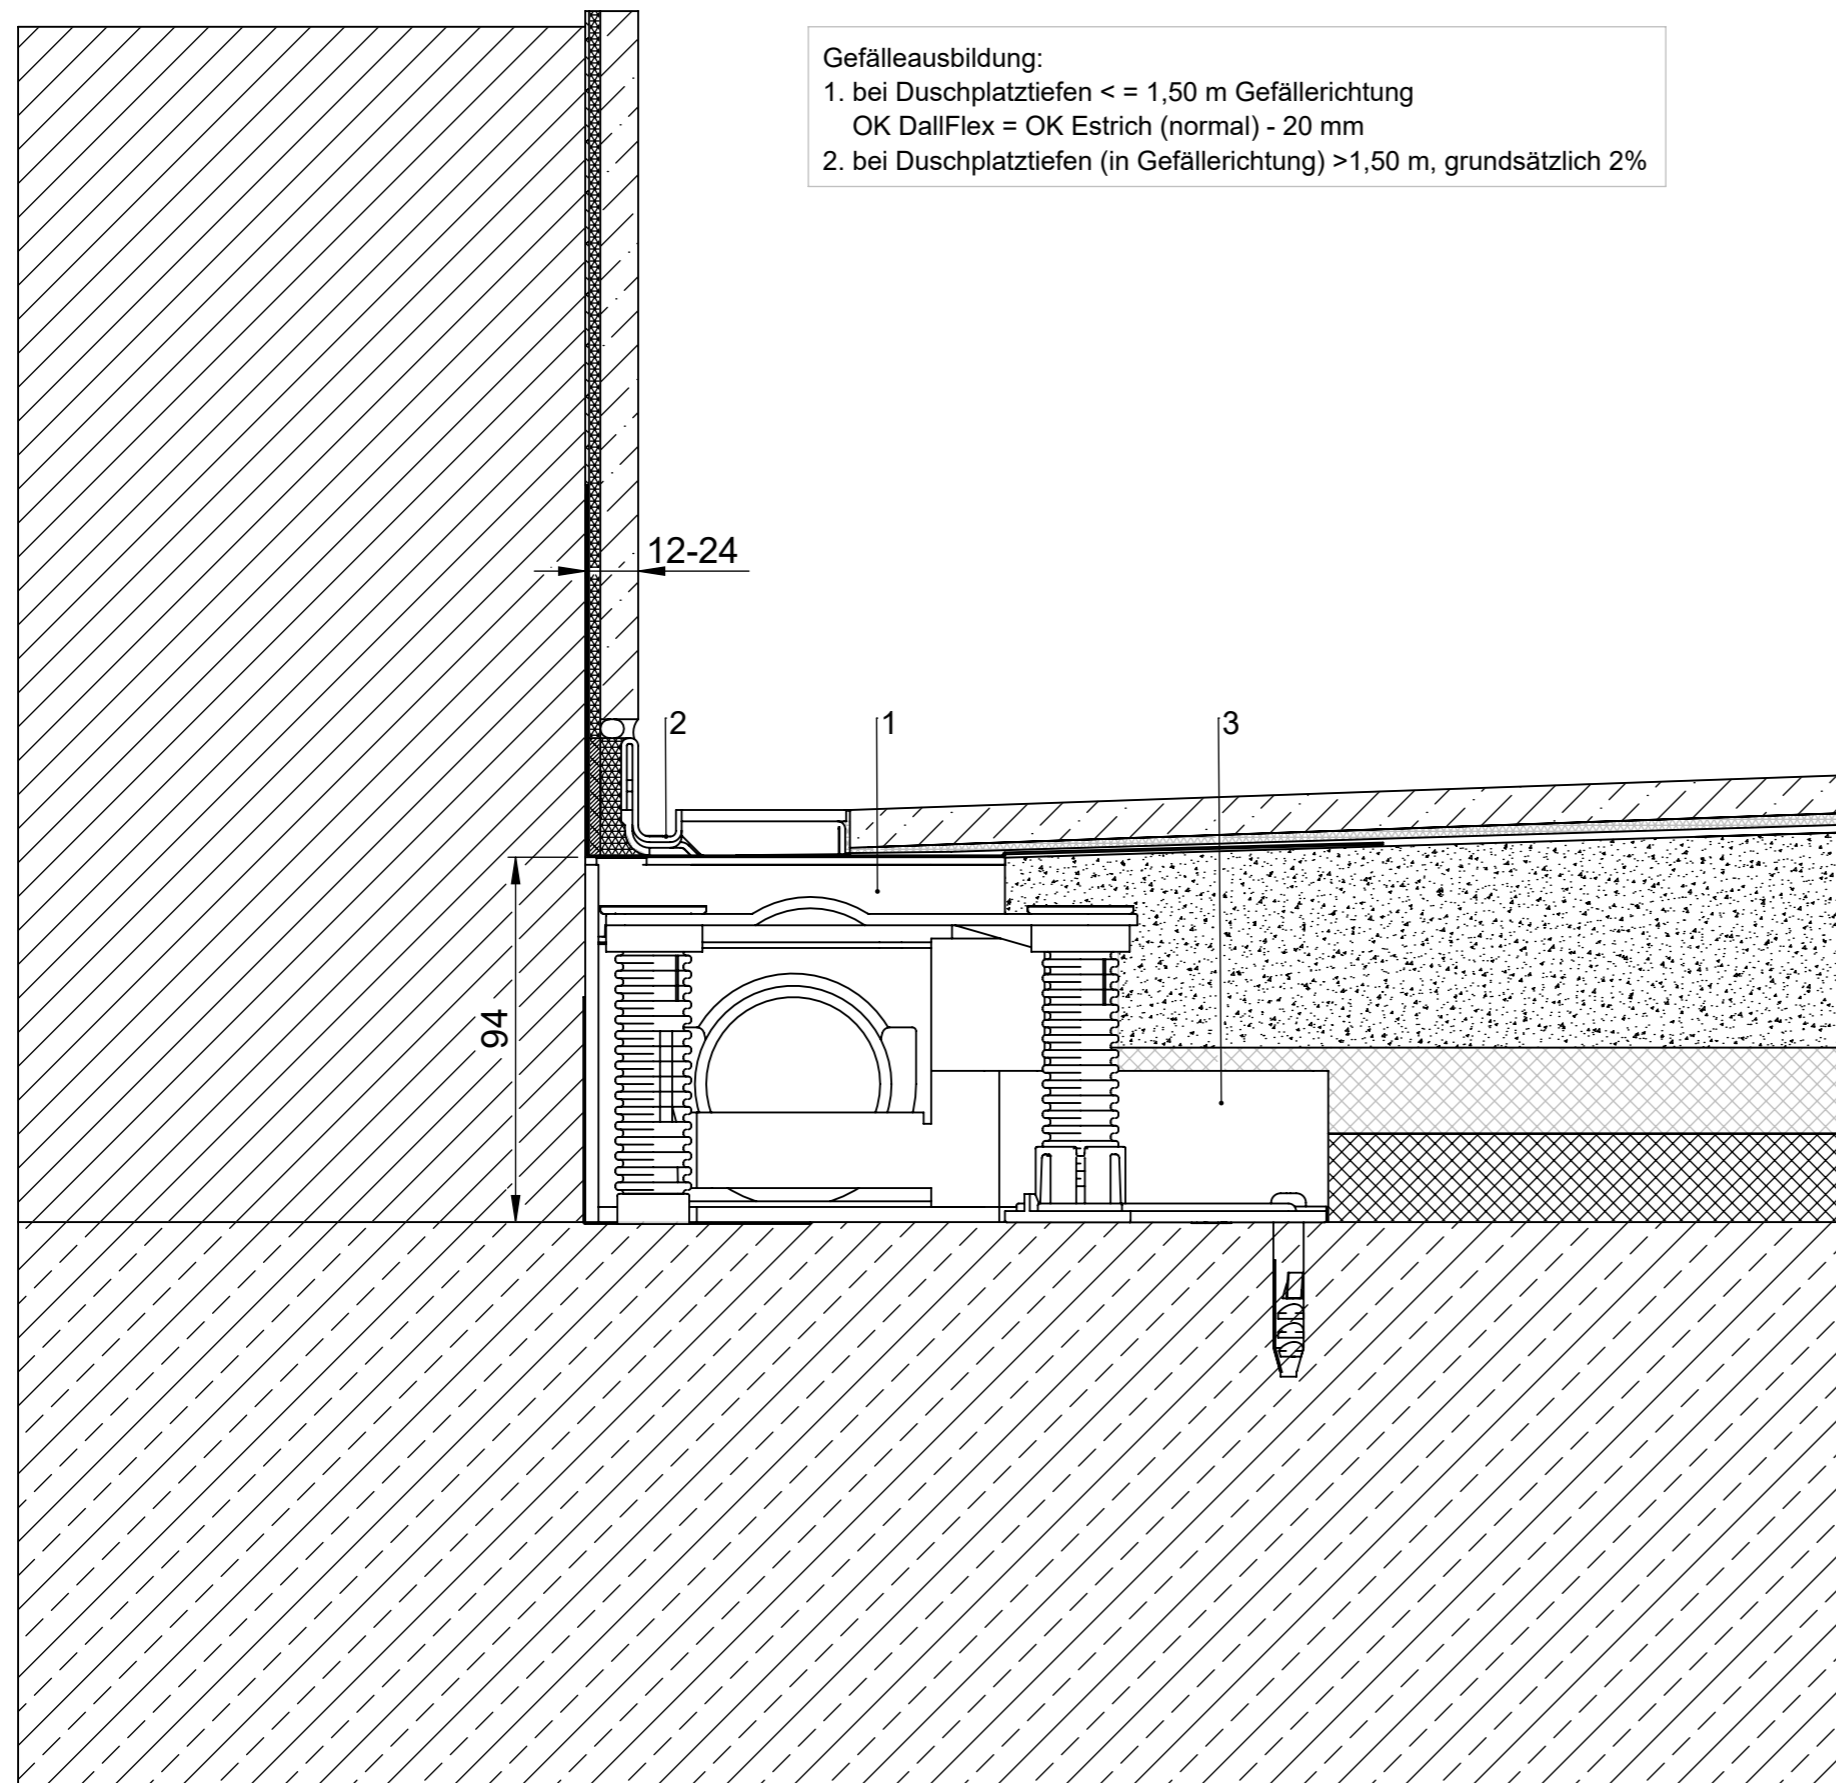 Gefälleausbildung:
1. bei Duschplatztiefen < = 1,50 m Gefällerichtung
OK DallFlex = OK Estrich (normal) - 20 mm
2. bei Duschplatztiefen (in Gefällerichtung) >1,50 m, grundsätzlich 2%
12-24
2
1
3
94